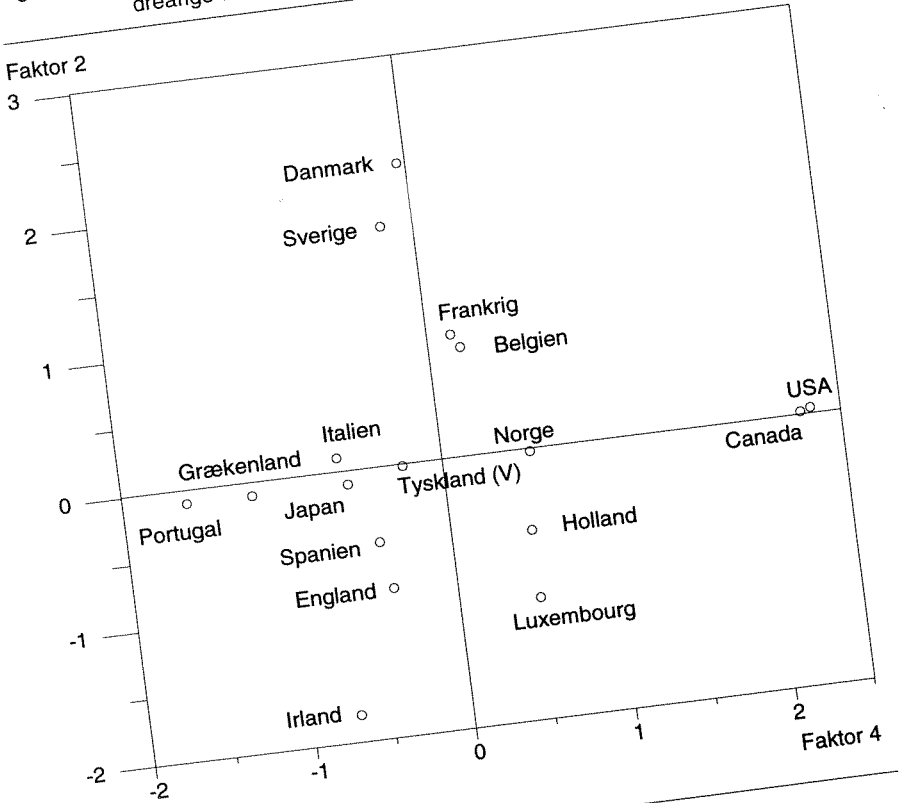 Faktor 2
3
Danmark
2
Sverige
Frankrig
1
Belgien
USA
Italien
Norge
Canada
Grækenland
0
Tyskland (V)
Portugal
Japan
Holland
Spanien
England
Luxembourg
-1
Irland
-2
-2
-1
0
1
2
Faktor 4